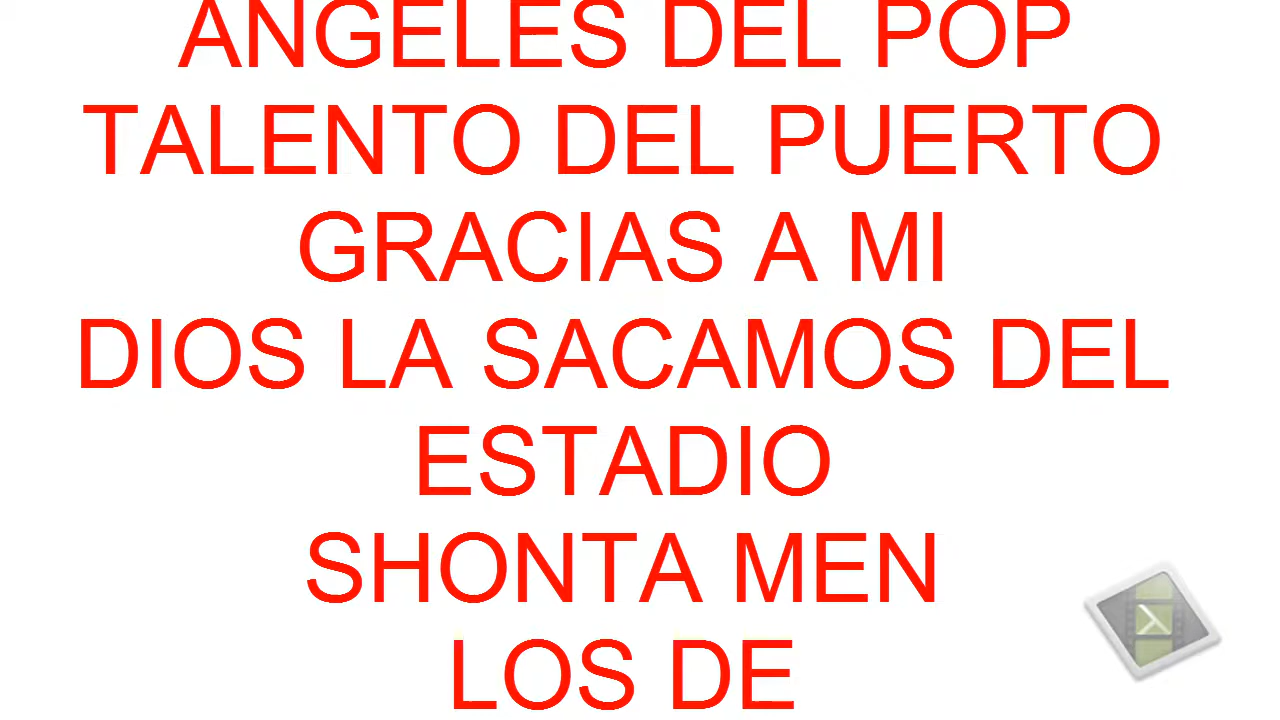 ANGELES DEL POP
TALENTO DEL PUERTO
GRACIAS A MI
DIOS LA SACAMOS DEL
ESTADIO
SHONTA MEN
LOS DE